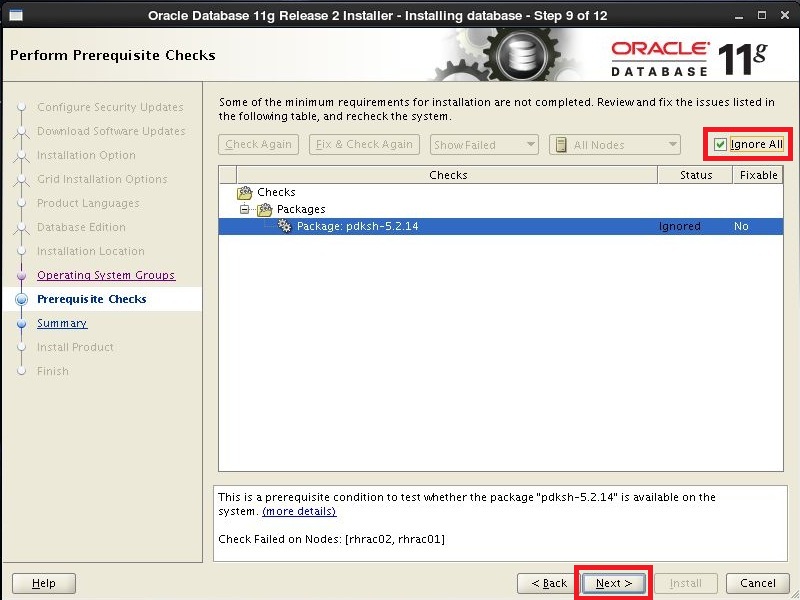 Oracle Database 11g Release 2 Installer - Installing database - Step 9 of 12
Perform Prerequisite Checks
ORACLE
DATABASE
11g
Configure Security Updates
Download Software Updates
Installation Option
Grid Installation Options
Product Languages
Database Edition
Installation Location
Operating System Groups
Prerequisite Checks
Summary
Install Product
Finish
Some of the minimum requirements for installation are not completed. Review and fix the issues listed in
the following table, and recheck the system.
Check Again
Fix & Check Again
Show Failed
All Nodes
Ignore All
Checks Status Fixable
Checks
Packages
Package: pdksh-5.2.14 Ignored No
This is a prerequisite condition to test whether the package "pdksh-5.2.14" is available on the
system. (more details)
Check Failed on Nodes: [rhrac02, rhrac01]
Help
< Back
Next >
Install
Cancel